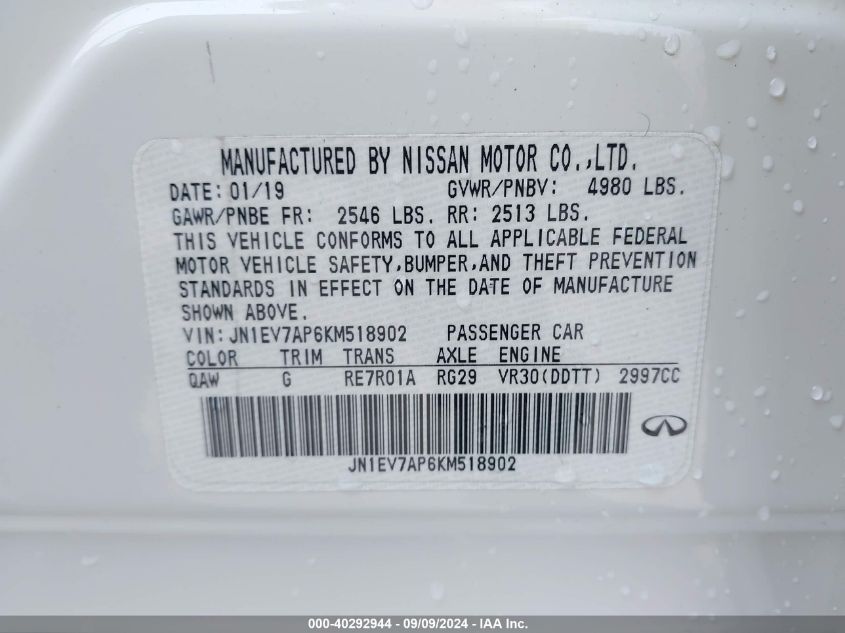 MANUFACTURED BY NISSAN MOTOR CO.,LTD.
DATE: 01/19 GVWR/PNBV: 4980 LBS.
GAWR/PNBE FR: 2546 LBS. RR: 2513 LBS.
THIS VEHICLE CONFORMS TO ALL APPLICABLE FEDERAL
MOTOR VEHICLE SAFETY,BUMPER,AND THEFT PREVENTION
STANDARDS IN EFFECT ON THE DATE OF MANUFACTURE
SHOWN ABOVE.
VIN: JN1EV7AP6KM518902 PASSENGER CAR
COLOR TRIM TRANS AXLE ENGINE
QAW G RE7R01A RG29 VR30(DDTT) 2997CC
JN1EV7AP6KM518902
000-40292944 - 09/09/2024 - IAA Inc.